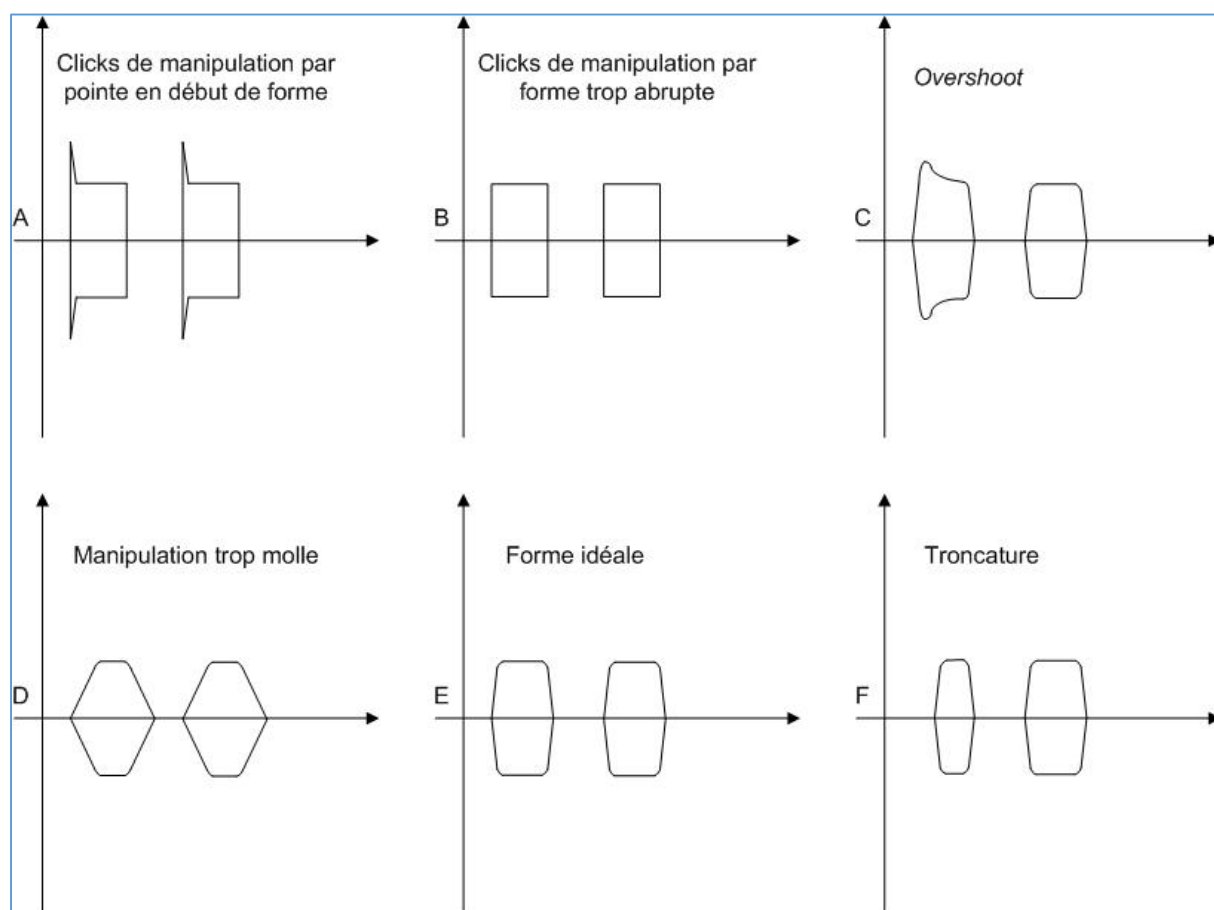 Clicks de manipulation par
pointe en début de forme
A
Clicks de manipulation par
forme trop abrupte
B
Overshoot
C
Manipulation trop molle
D
Forme idéale
E
Troncature
F